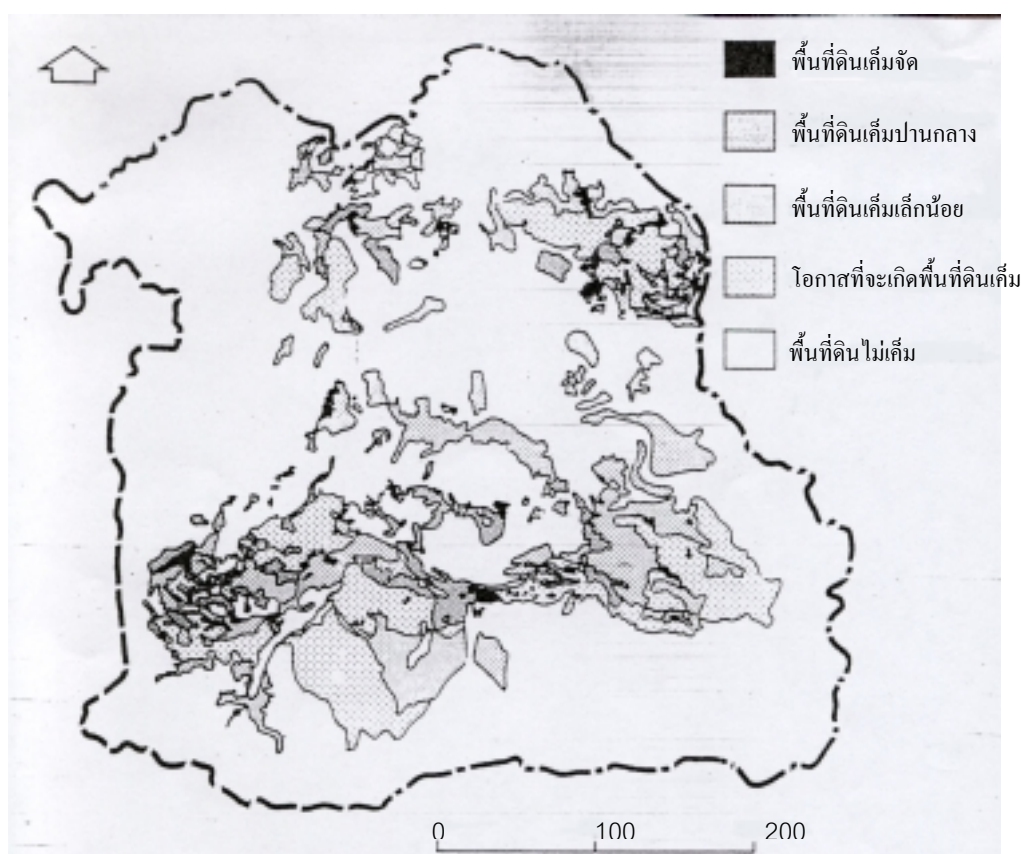 พื้นที่ดินเค็มจัด
พื้นที่ดินเค็มปานกลาง
พื้นที่ดินเค็มเล็กน้อย
โอกาสที่จะเกิดพื้นที่ดินเค็ม
พื้นที่ดินไม่เค็ม
0 100 200